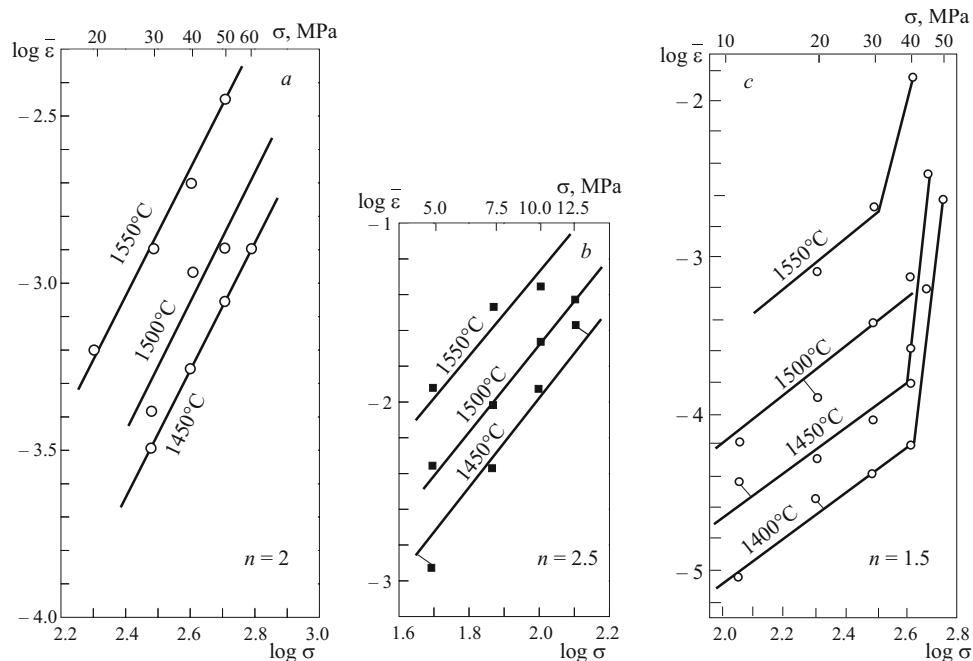 20 30 40 50 60 σ, MPa
log ε̄
a
−2.5
−3.0
−3.5
−4.0
1550°C
1500°C
1450°C
n = 2
2.2 2.4 2.6 2.8 3.0
log σ
σ, MPa
log ε̄
5.0 7.5 10.0 12.5
−1
−2
−3
b
1550°C
1500°C
1450°C
n = 2.5
1.6 1.8 2.0 2.2
log σ
σ, MPa
10 20 30 40 50
log ε̄
c
−2
−3
−4
−5
1550°C
1500°C
1450°C
1400°C
n = 1.5
2.0 2.2 2.4 2.6 2.8
log σ